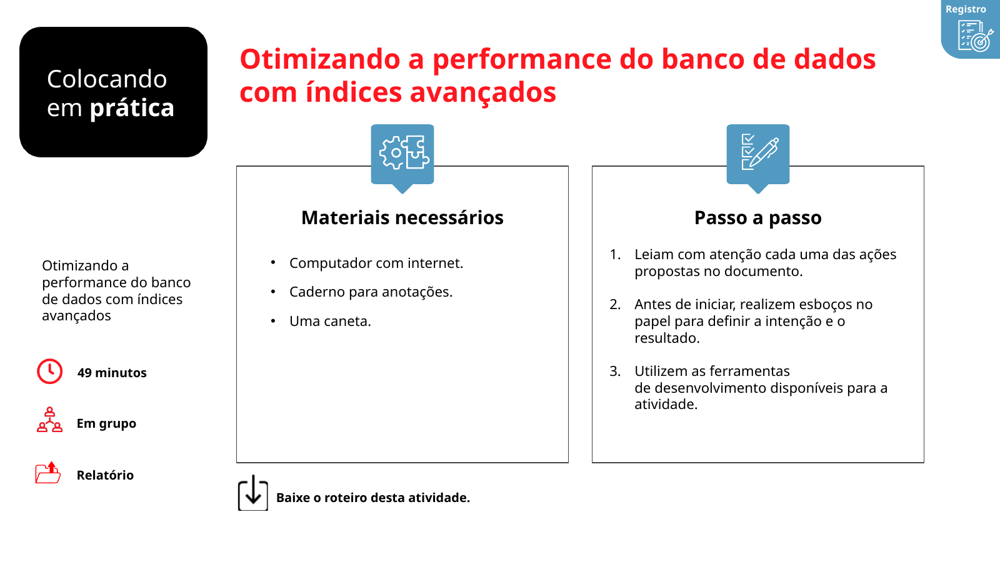 Registro
Colocando
em prática
Otimizando a performance do banco de dados
com índices avançados
Otimizando a
performance do banco
de dados com índices
avançados
49 minutos
Em grupo
Relatório
Materiais necessários
• Computador com internet.
• Caderno para anotações.
• Uma caneta.
Passo a passo
1. Leiam com atenção cada uma das ações
propostas no documento.
2. Antes de iniciar, realizem esboços no
papel para definir a intenção e o
resultado.
3. Utilizem as ferramentas
de desenvolvimento disponíveis para a
atividade.
Baixe o roteiro desta atividade.